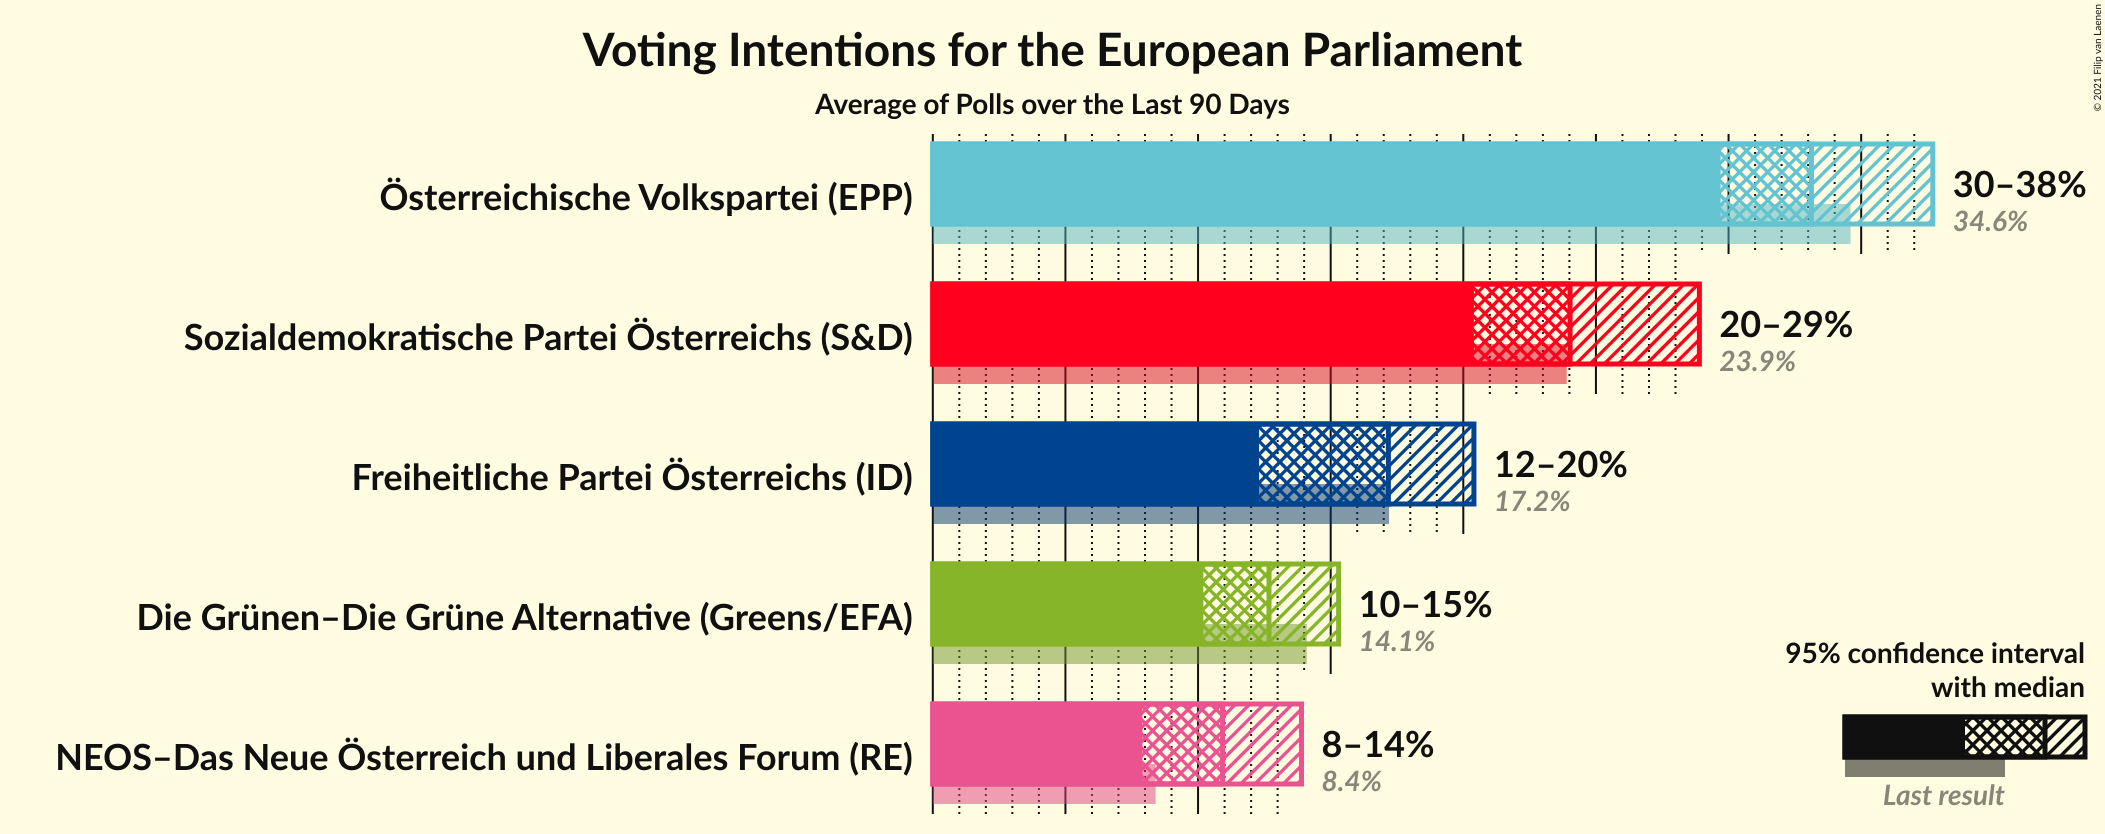 Voting Intentions for the European Parliament
Average of Polls over the Last 90 Days
© 2021 Filip van Laenen
Österreichische Volkspartei (EPP)
30–38%
34.6%
Sozialdemokratische Partei Österreichs (S&D)
20–29%
23.9%
Freiheitliche Partei Österreichs (ID)
12–20%
17.2%
Die Grünen–Die Grüne Alternative (Greens/EFA)
10–15%
14.1%
NEOS–Das Neue Österreich und Liberales Forum (RE)
8–14%
8.4%
95% confidence interval
with median
Last result